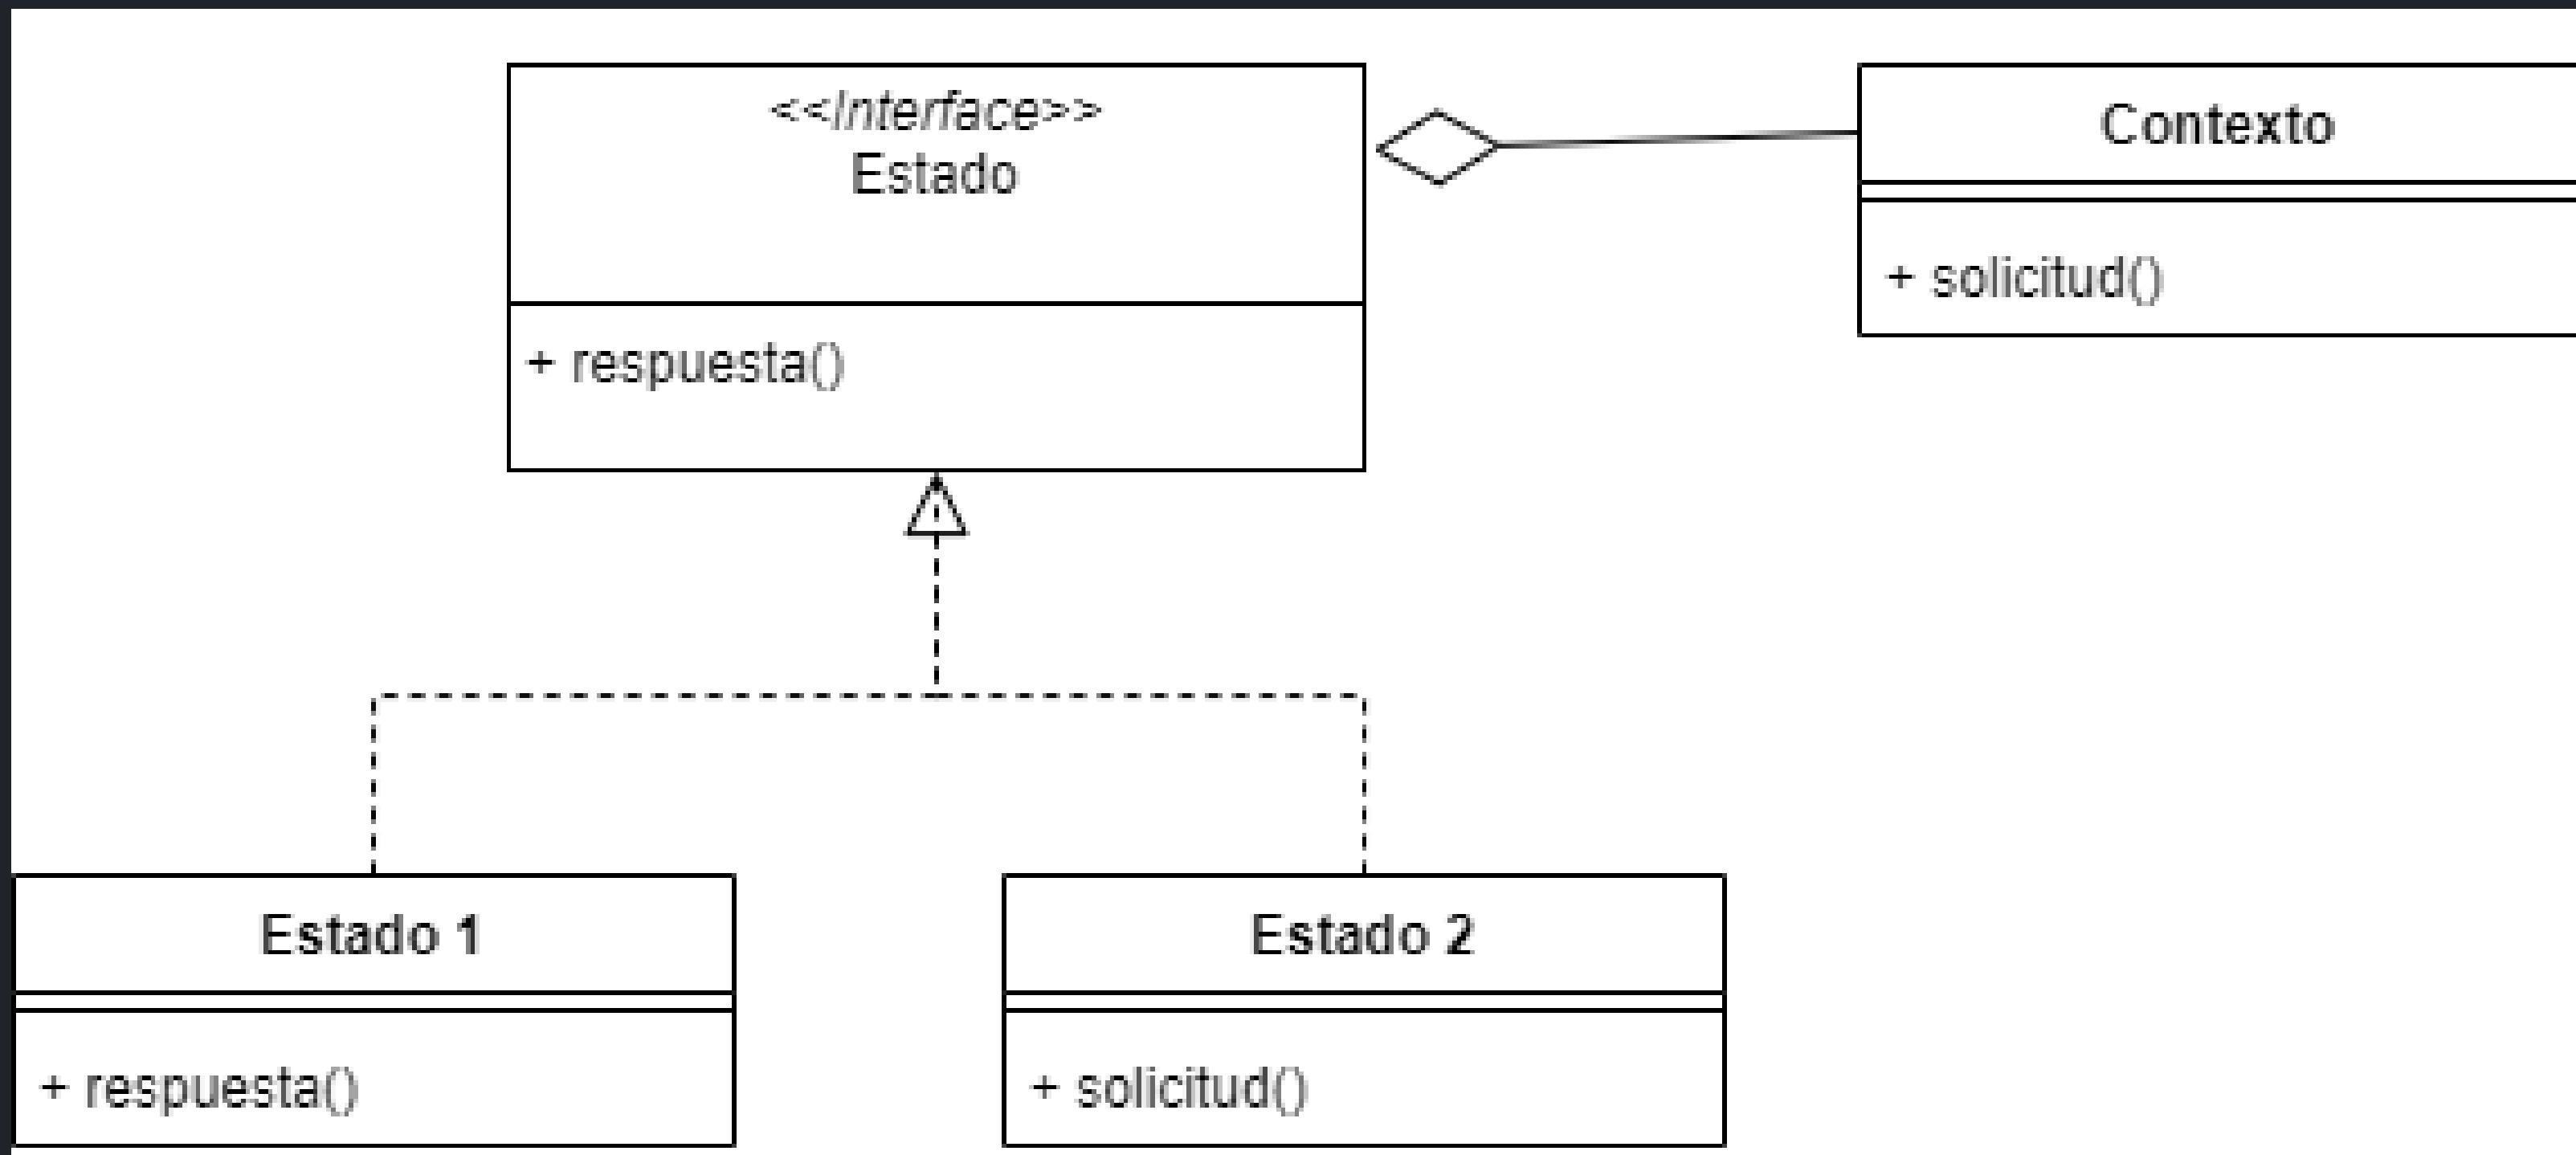 <<Interface>>
Estado
+ respuesta()
Contexto
+ solicitud()
Estado 1
+ respuesta()
Estado 2
+ solicitud()